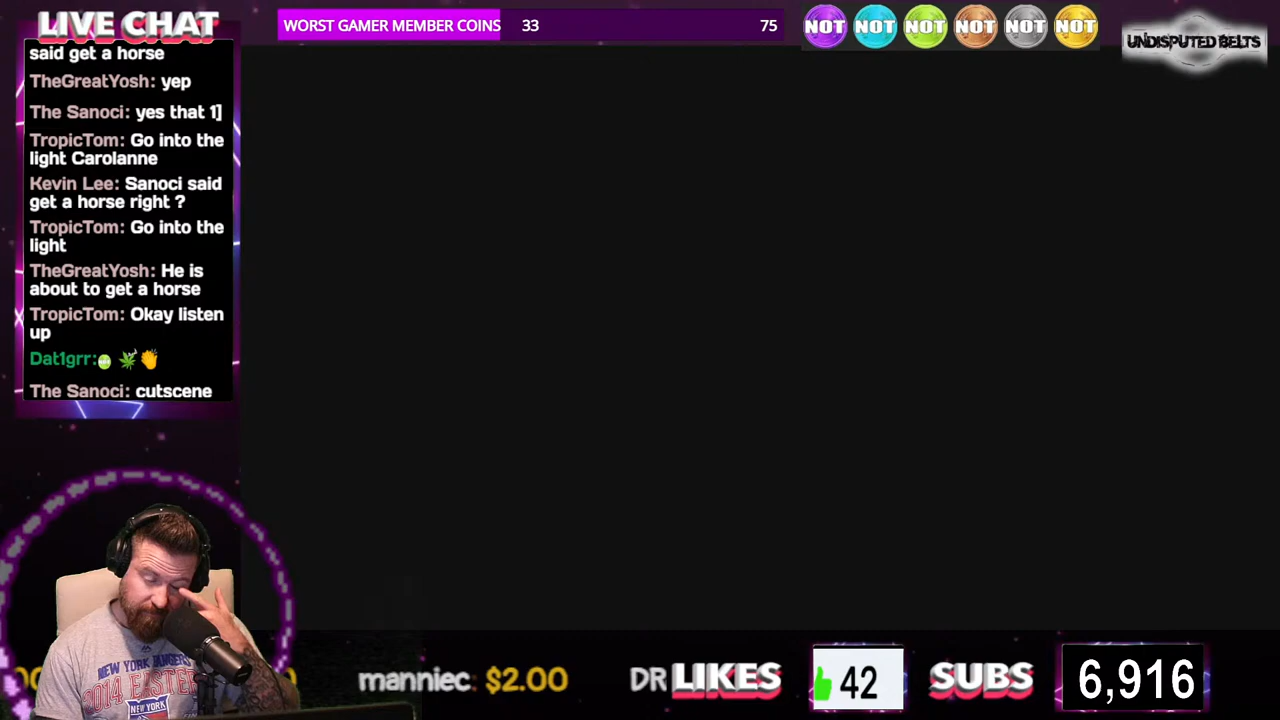 LIVE CHAT
said get a horse
TheGreatYosh: yep
The Sanoci: yes that 1]
TropicTom: Go into the
light Carolanne
Kevin Lee: Sanoci said
get a horse right ?
TropicTom: Go into the
light
TheGreatYosh: He is
about to get a horse
TropicTom: Okay listen
up
Dat1grr:
The Sanoci: cutscene
WORST GAMER MEMBER COINS 33 75
NOT NOT NOT NOT NOT NOT
UNDISPUTED BELTS
NEW YORK RANGERS
2014 EASTERN
NEW YORK
manniec $2.00
DR LIKES 42 SUBS 6,916